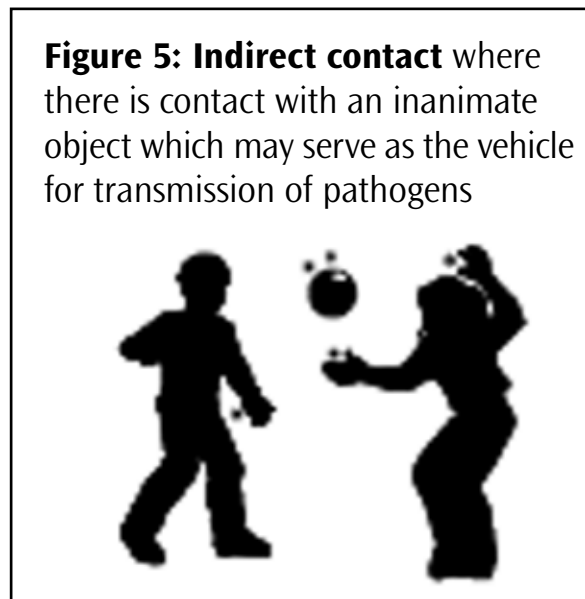 Figure 5: Indirect contact where
there is contact with an inanimate
object which may serve as the vehicle
for transmission of pathogens